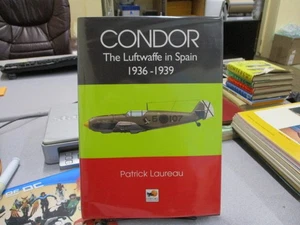 CONDOR
The Luftwaffe in Spain
1936-1939
Patrick Laureau